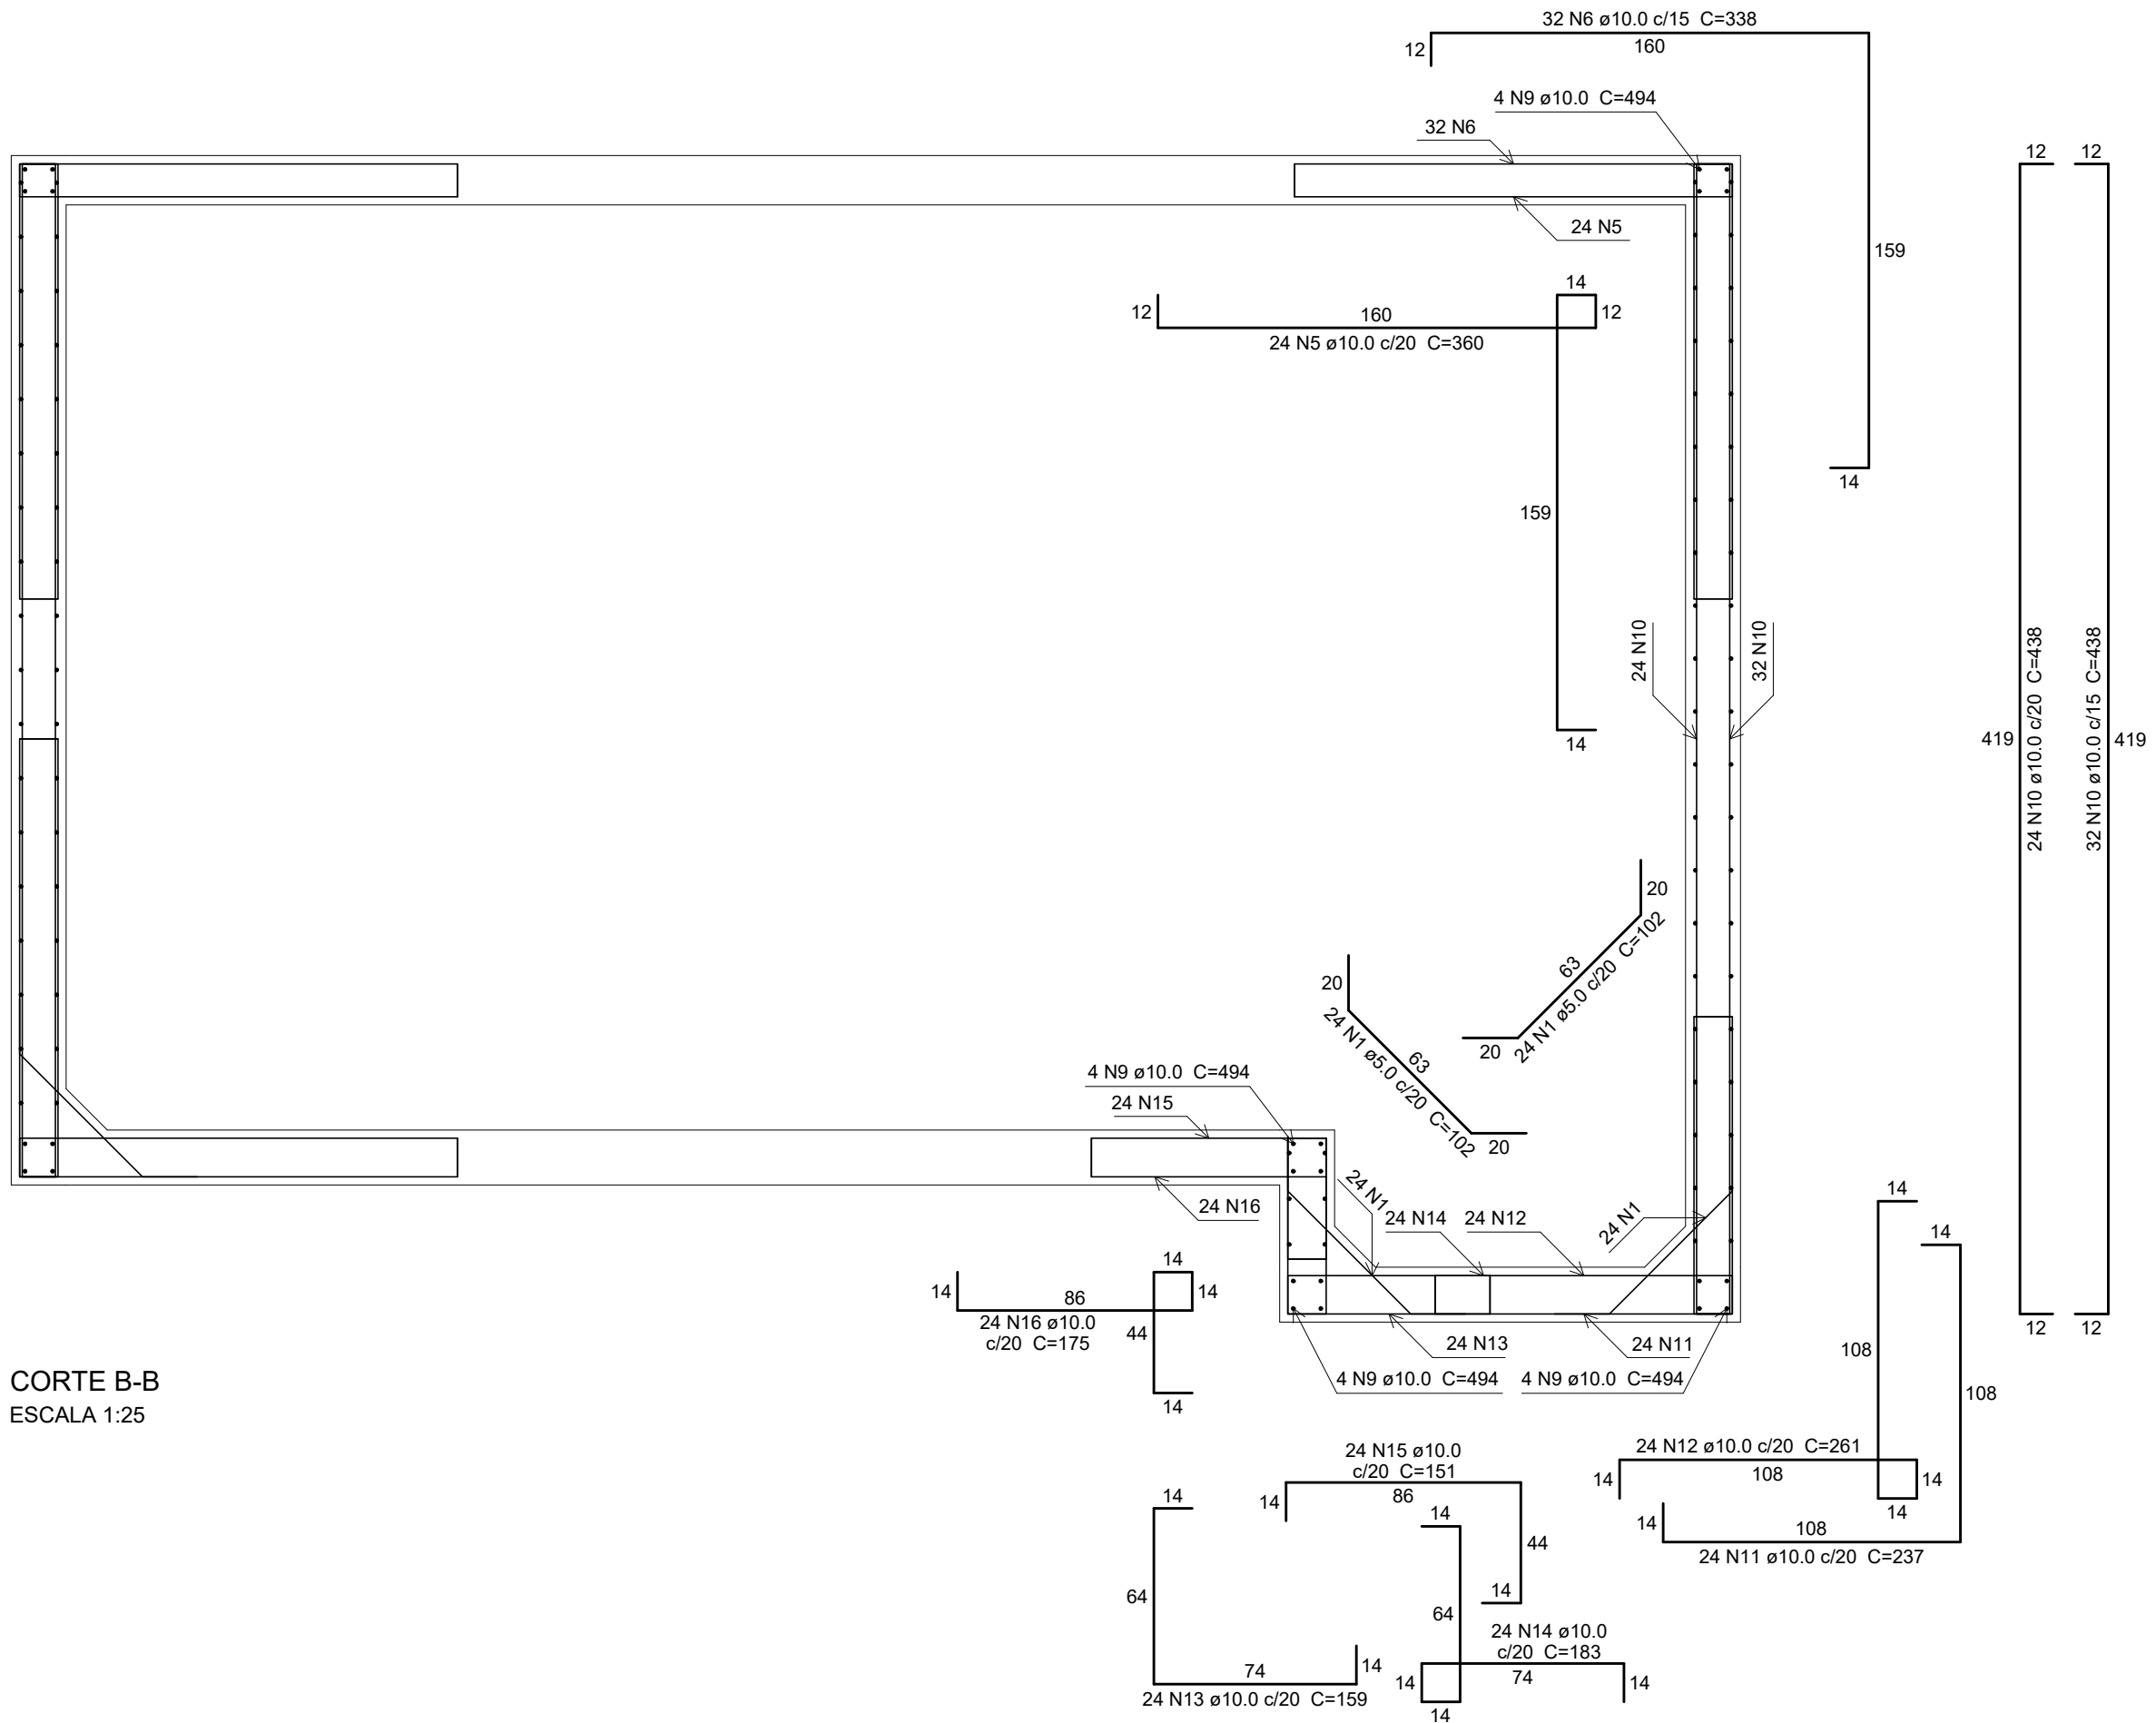 32 N6 ø10.0 c/15 C=338
12
160
4 N9 ø10.0 C=494
32 N6
12
12
24 N5
159
14
12
160
12
24 N5 ø10.0 c/20 C=360
14
159
14
24 N10
32 N10
419
24 N10 ø10.0 c/20 C=438
32 N10 ø10.0 c/15 C=438
419
20
63
24 N1 ø5.0 c/20 C=102
20
20
63
24 N1 ø5.0 c/20 C=102
20
4 N9 ø10.0 C=494
24 N15
24 N16
24 N1
24 N14
24 N12
24 N1
14
14
14
14
86
14
24 N16 ø10.0
c/20 C=175
44
14
24 N13
24 N11
4 N9 ø10.0 C=494
4 N9 ø10.0 C=494
12
12
108
108
CORTE B-B
ESCALA 1:25
24 N15 ø10.0
c/20 C=151
14
86
44
14
14
64
74
14
24 N13 ø10.0 c/20 C=159
14
64
24 N14 ø10.0
c/20 C=183
14
74
14
14
24 N12 ø10.0 c/20 C=261
14
108
14
14
14
108
24 N11 ø10.0 c/20 C=237